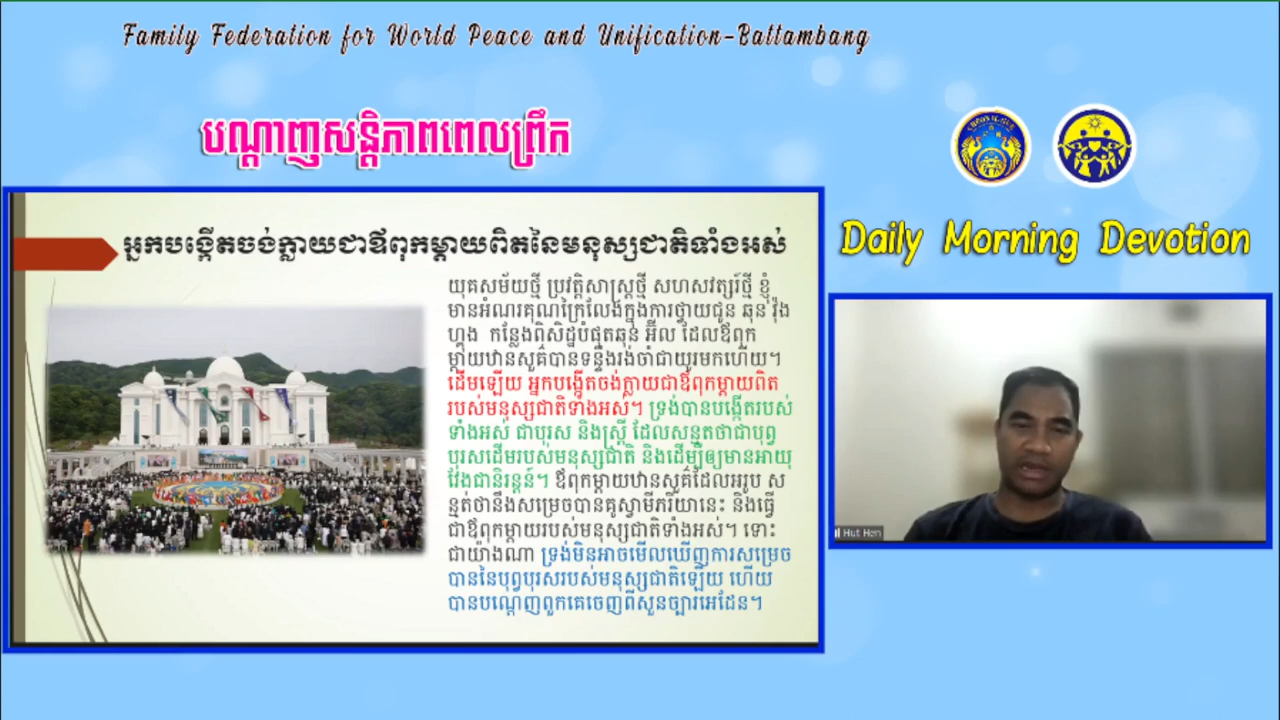 Family Federation for World Peace and Unification-Battambang
បណ្តាញសន្តិភាពពេលព្រឹក
Daily Morning Devotion
អ្នកបង្កើតចង់ក្លាយជាឪពុកម្តាយពិតនៃមនុស្សជាតិទាំងអស់
យុគសម័យថ្មី ប្រវត្តិសាស្ត្រថ្មី សហសវត្សរ៍ថ្មី ខ្ញុំ
មានអំណរគុណក្រៃលែងក្នុងការថ្វាយជូន ឆុន វ៉ុង
ហ្គុង កន្លែងពិសិដ្ឋបំផុតឆុន អ៊ីល ដែលឪពុក
ម្តាយឋានសួគ៌បានទន្ទឹងរង់ចាំជាយូរមកហើយ។
ដើមឡើយ អ្នកបង្កើតចង់ក្លាយជាឪពុកម្តាយពិត
របស់មនុស្សជាតិទាំងអស់។ ទ្រង់បានបង្កើតរបស់
ទាំងអស់ ជាបុរស និងស្ត្រី ដែលសន្មតថាជាបុព្វ
បុរសដើមរបស់មនុស្សជាតិ និងដើម្បីឲ្យមានអាយុ
វែងជានិរន្តន៍។ ឪពុកម្តាយឋានសួគ៌ដែលអរូប ស
ន្មត់ថានឹងសម្រេចបានគូស្វាមីភរិយានេះ និងធ្វើ
ជាឪពុកម្តាយរបស់មនុស្សជាតិទាំងអស់។ ទោះ
ជាយ៉ាងណា ទ្រង់មិនអាចមើលឃើញការសម្រេច
បាននៃបុព្វបុរសរបស់មនុស្សជាតិឡើយ ហើយ
បានបណ្តេញពួកគេចេញពីសួនច្បារអេដែន។
Hut Hen